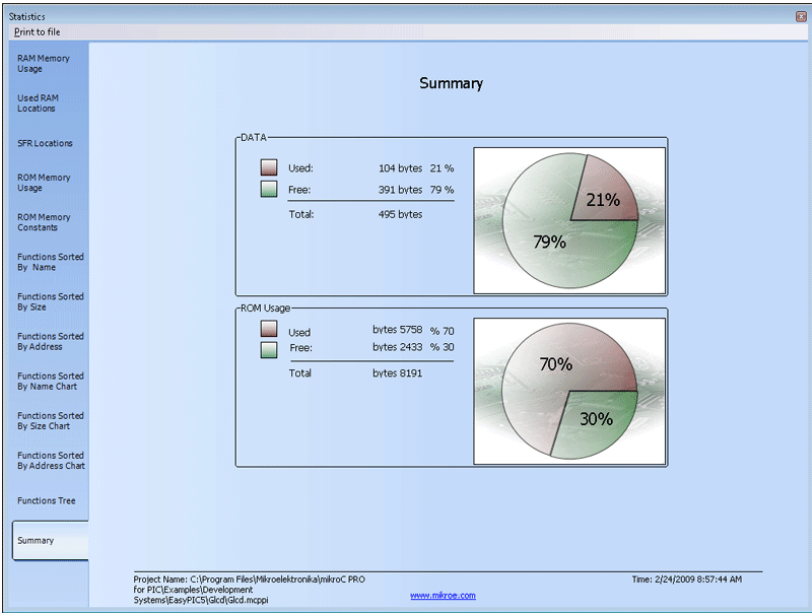 Statistics
Print to file
RAM Memory
Usage
Used RAM
Locations
SFR Locations
ROM Memory
Usage
ROM Memory
Constants
Functions Sorted
By Name
Functions Sorted
By Size
Functions Sorted
By Address
Functions Sorted
By Name Chart
Functions Sorted
By Size Chart
Functions Sorted
By Address Chart
Functions Tree
Summary
Summary
DATA
Used: 104 bytes 21 %
Free: 391 bytes 79 %
Total: 495 bytes
21%
79%
ROM Usage
Used bytes 5758 % 70
Free: bytes 2433 % 30
Total bytes 8191
70%
30%
Project Name: C:\Program Files\Mikroelektronika\mikroC PRO
for PIC\Examples\Development
Systems\EasyPIC5\Glcd\Glcd.mcppi
www.mikroe.com
Time: 2/24/2009 8:57:44 AM